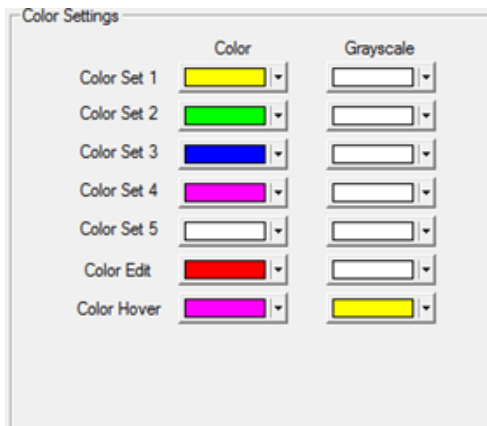 Color Settings
Color Grayscale
Color Set 1
Color Set 2
Color Set 3
Color Set 4
Color Set 5
Color Edit
Color Hover